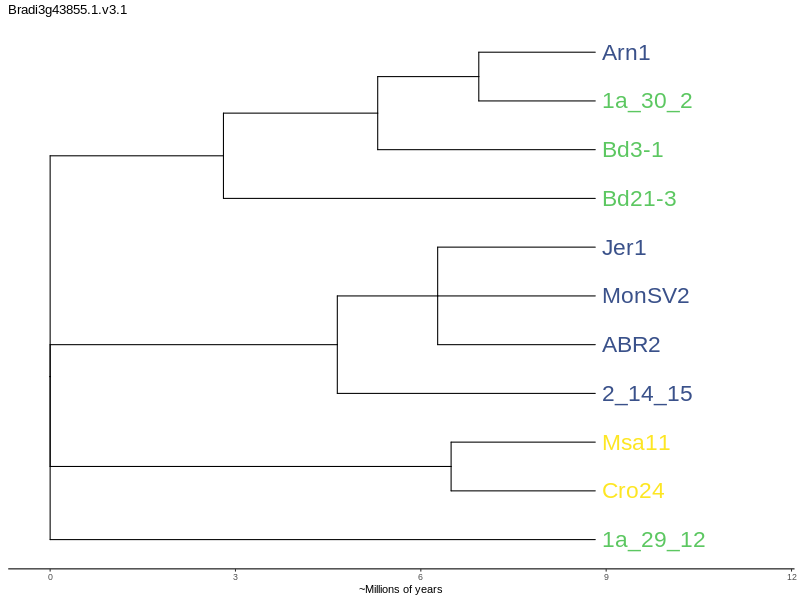 Bradi3g43855.1.v3.1
Arn1
1a_30_2
Bd3-1
Bd21-3
Jer1
MonSV2
ABR2
2_14_15
Msa11
Cro24
1a_29_12
0 3 6 9 12
~Millions of years